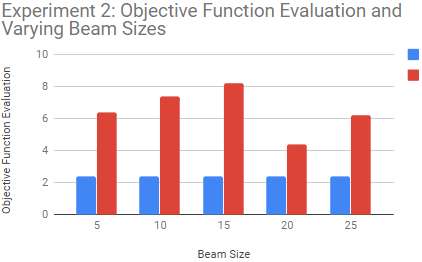 Experiment 2: Objective Function Evaluation and
Varying Beam Sizes
Objective Function Evaluation
10
8
6
4
2
0
5 10 15 20 25
Beam Size